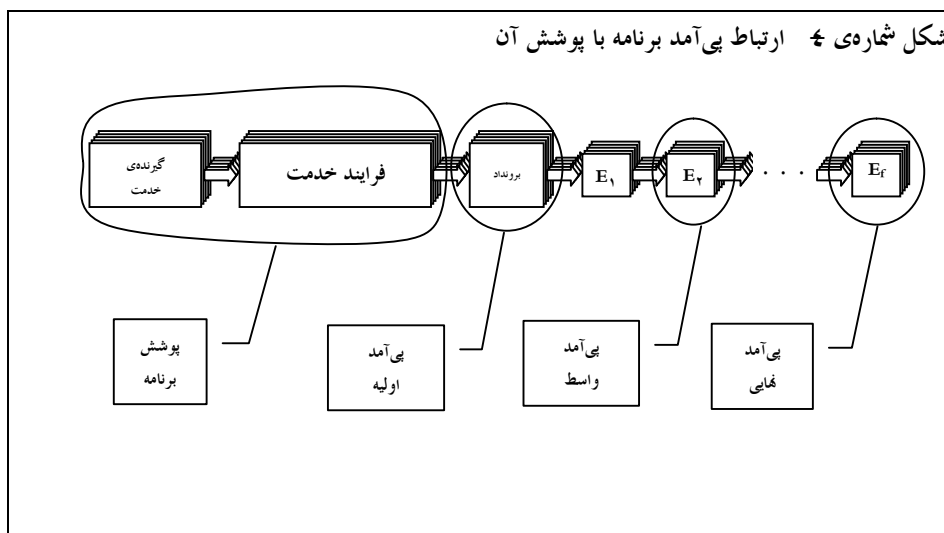 شکل شماره‌ی ۴ ارتباط پی‌آمد برنامه با پوشش آن
گیرنده‌ی
خدمت
فرایند خدمت
برونداد
E۱
E۲
. . .
Ef
پوشش
برنامه
پی‌آمد
اولیه
پی‌آمد
واسط
پی‌آمد
نهایی